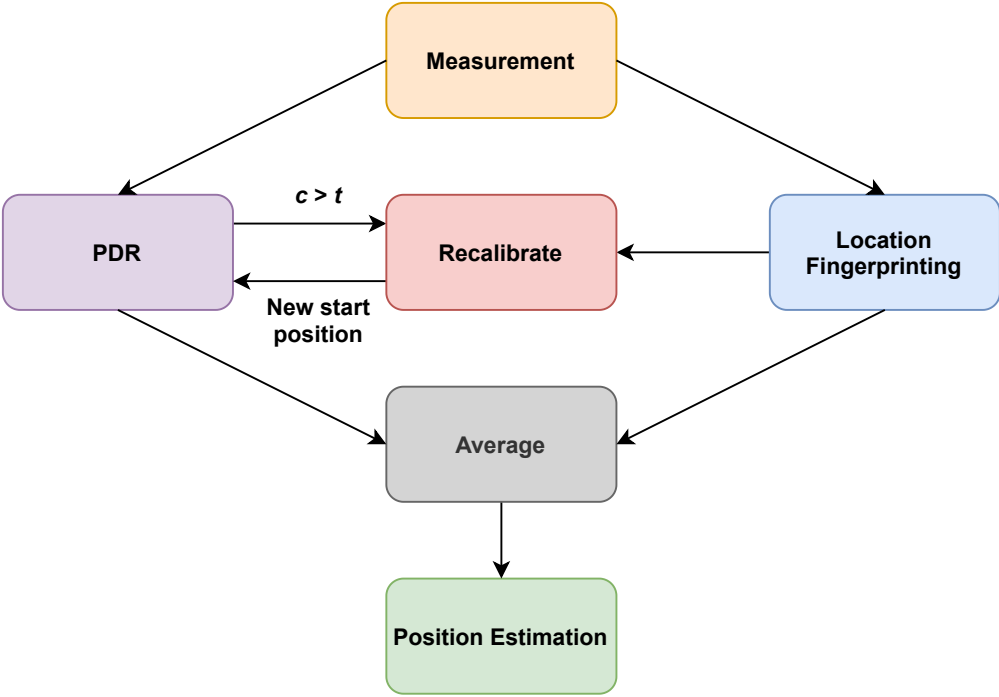 Measurement
c > t
PDR
Recalibrate
Location
Fingerprinting
New start
position
Average
Position Estimation